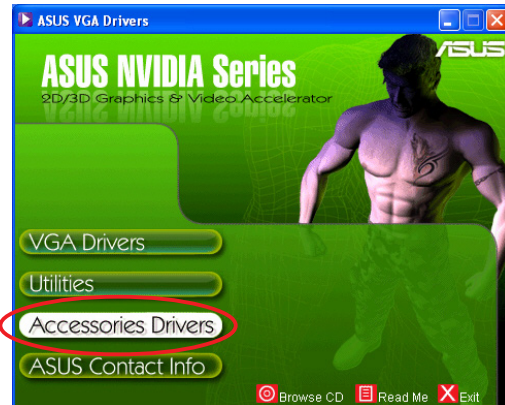 ASUS VGA Drivers
ASUS
ASUS NVIDIA Series
2D/3D Graphics & Video Accelerator
VGA Drivers
Utilities
Accessories Drivers
ASUS Contact Info
Browse CD Read Me Exit